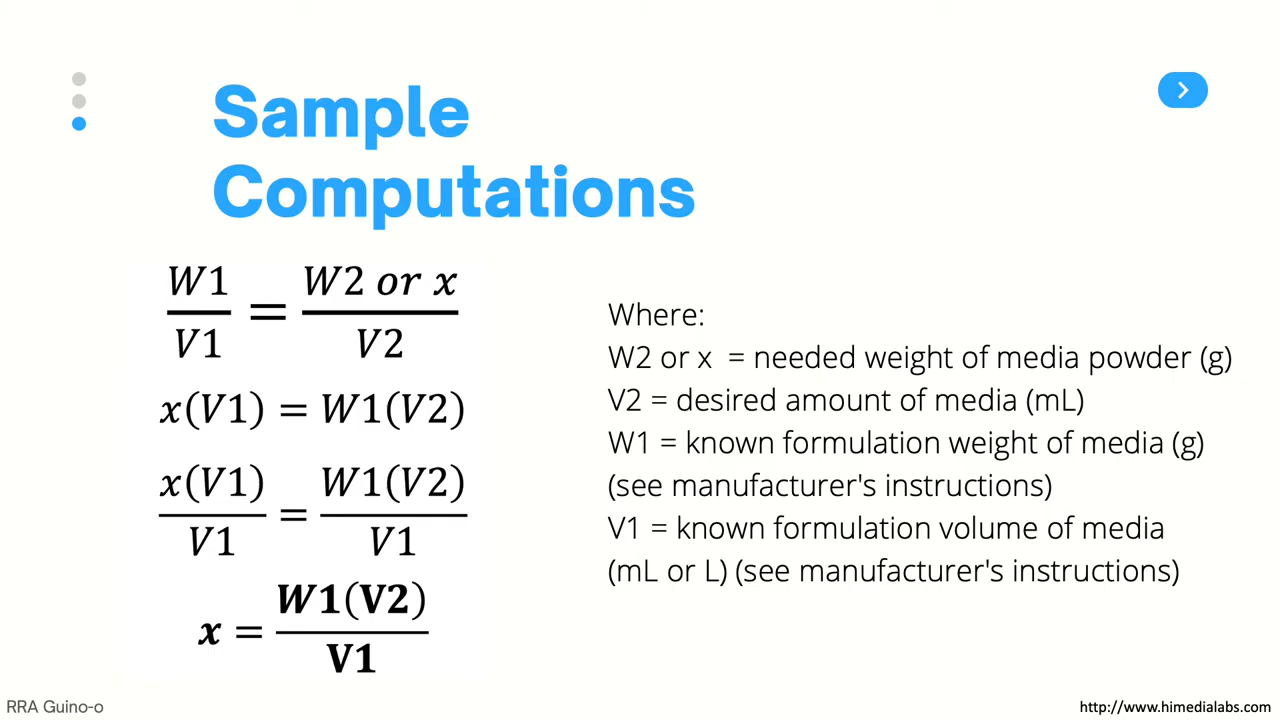 Sample
Computations
W1/V1 = W2 or x/V2
x(V1) = W1(V2)
x(V1)/V1 = W1(V2)/V1
x = W1(V2)/V1
Where:
W2 or x  = needed weight of media powder (g)
V2 = desired amount of media (mL)
W1 = known formulation weight of media (g)
(see manufacturer's instructions)
V1 = known formulation volume of media
(mL or L) (see manufacturer's instructions)
RRA Guino-o
http://www.himedialabs.com